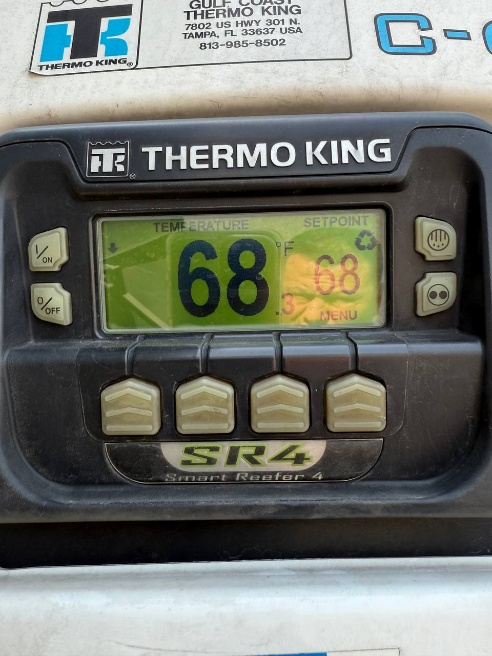 GULF COAST
THERMO KING
7802 US HWY 301 N.
TAMPA, FL 33637 USA
813-985-8502
TK
THERMO KING®
C-
TK® THERMO KING
TEMPERATURE SETPOINT
I/ON
68.3 °F 68
O/OFF
MENU
SR4
Smart Reefer 4